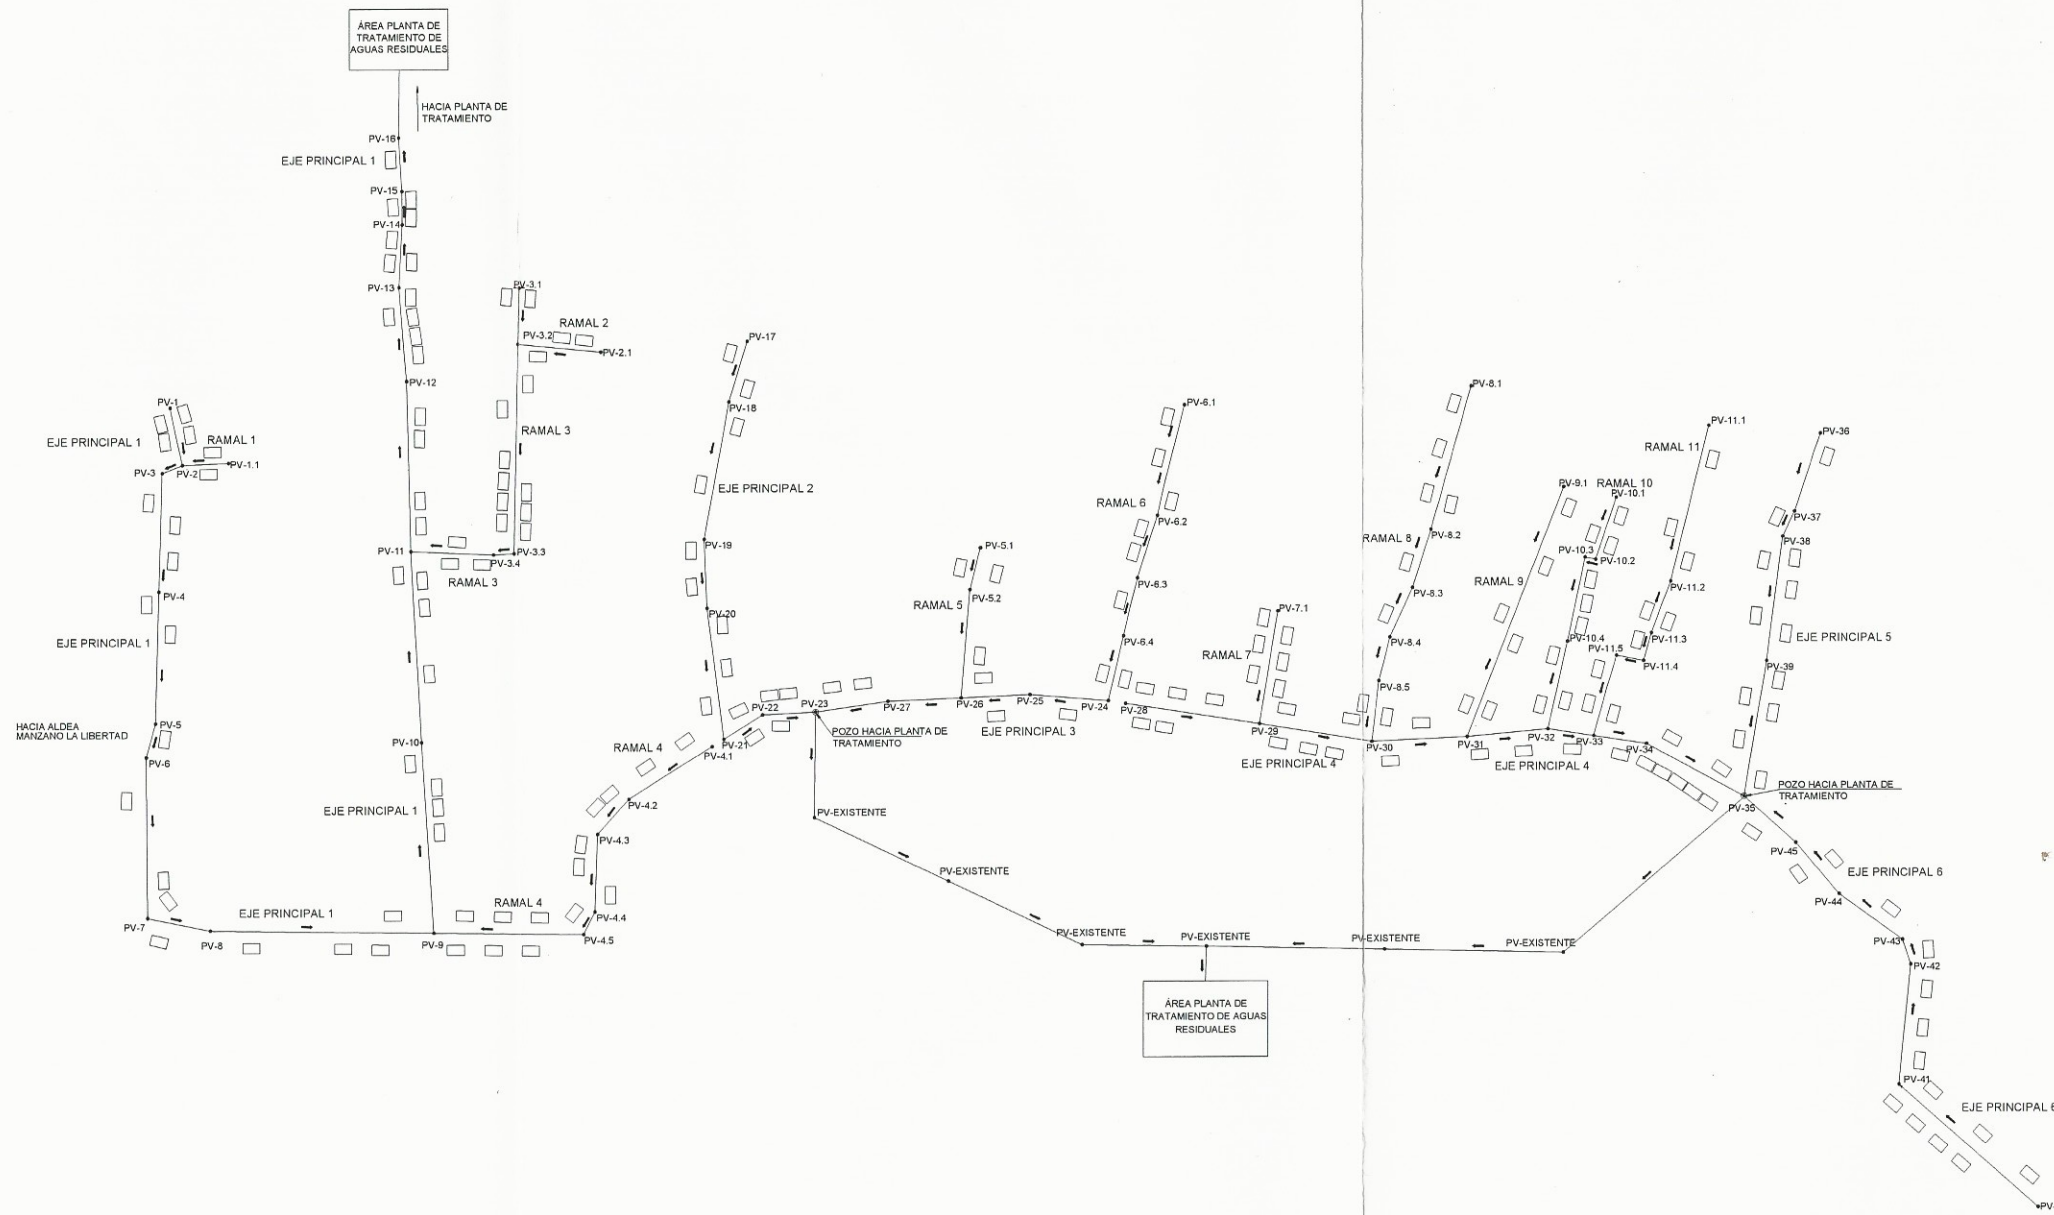 ÁREA PLANTA DE
TRATAMIENTO DE
AGUAS RESIDUALES
HACIA PLANTA DE
TRATAMIENTO
PV-16
EJE PRINCIPAL 1
PV-15
PV-14
PV-13
PV-3.1
RAMAL 2
PV-3.2
PV-2.1
PV-12
PV-1
EJE PRINCIPAL 1
RAMAL 1
PV-3
PV-2
PV-1.1
RAMAL 3
PV-11
PV-3.3
PV-3.4
RAMAL 3
PV-4
EJE PRINCIPAL 1
PV-5
HACIA ALDEA
MANZANO LA LIBERTAD
PV-6
PV-10
EJE PRINCIPAL 1
PV-7
PV-8
EJE PRINCIPAL 1
PV-9
RAMAL 4
PV-4.5
PV-4.4
PV-4.3
PV-4.2
RAMAL 4
PV-4.1
PV-17
PV-18
EJE PRINCIPAL 2
PV-19
PV-20
PV-21
PV-22
PV-23
POZO HACIA PLANTA DE
TRATAMIENTO
PV-27
PV-26
PV-25
PV-24
EJE PRINCIPAL 3
PV-5.1
PV-5.2
RAMAL 5
PV-6.1
RAMAL 6
PV-6.2
PV-6.3
PV-6.4
PV-28
PV-7.1
RAMAL 7
PV-29
EJE PRINCIPAL 4
PV-30
PV-8.1
PV-8.2
RAMAL 8
PV-8.3
PV-8.4
PV-8.5
PV-31
PV-9.1
RAMAL 9
EJE PRINCIPAL 4
PV-32
RAMAL 10
PV-10.1
PV-10.3
PV-10.2
PV-10.4
PV-33
PV-11.1
RAMAL 11
PV-11.2
PV-11.3
PV-11.5
PV-11.4
PV-34
PV-36
PV-37
PV-38
EJE PRINCIPAL 5
PV-39
POZO HACIA PLANTA DE
TRATAMIENTO
PV-35
PV-45
EJE PRINCIPAL 6
PV-44
PV-43
PV-42
PV-41
EJE PRINCIPAL 6
PV-
PV-EXISTENTE
PV-EXISTENTE
PV-EXISTENTE
PV-EXISTENTE
PV-EXISTENTE
PV-EXISTENTE
ÁREA PLANTA DE
TRATAMIENTO DE AGUAS
RESIDUALES